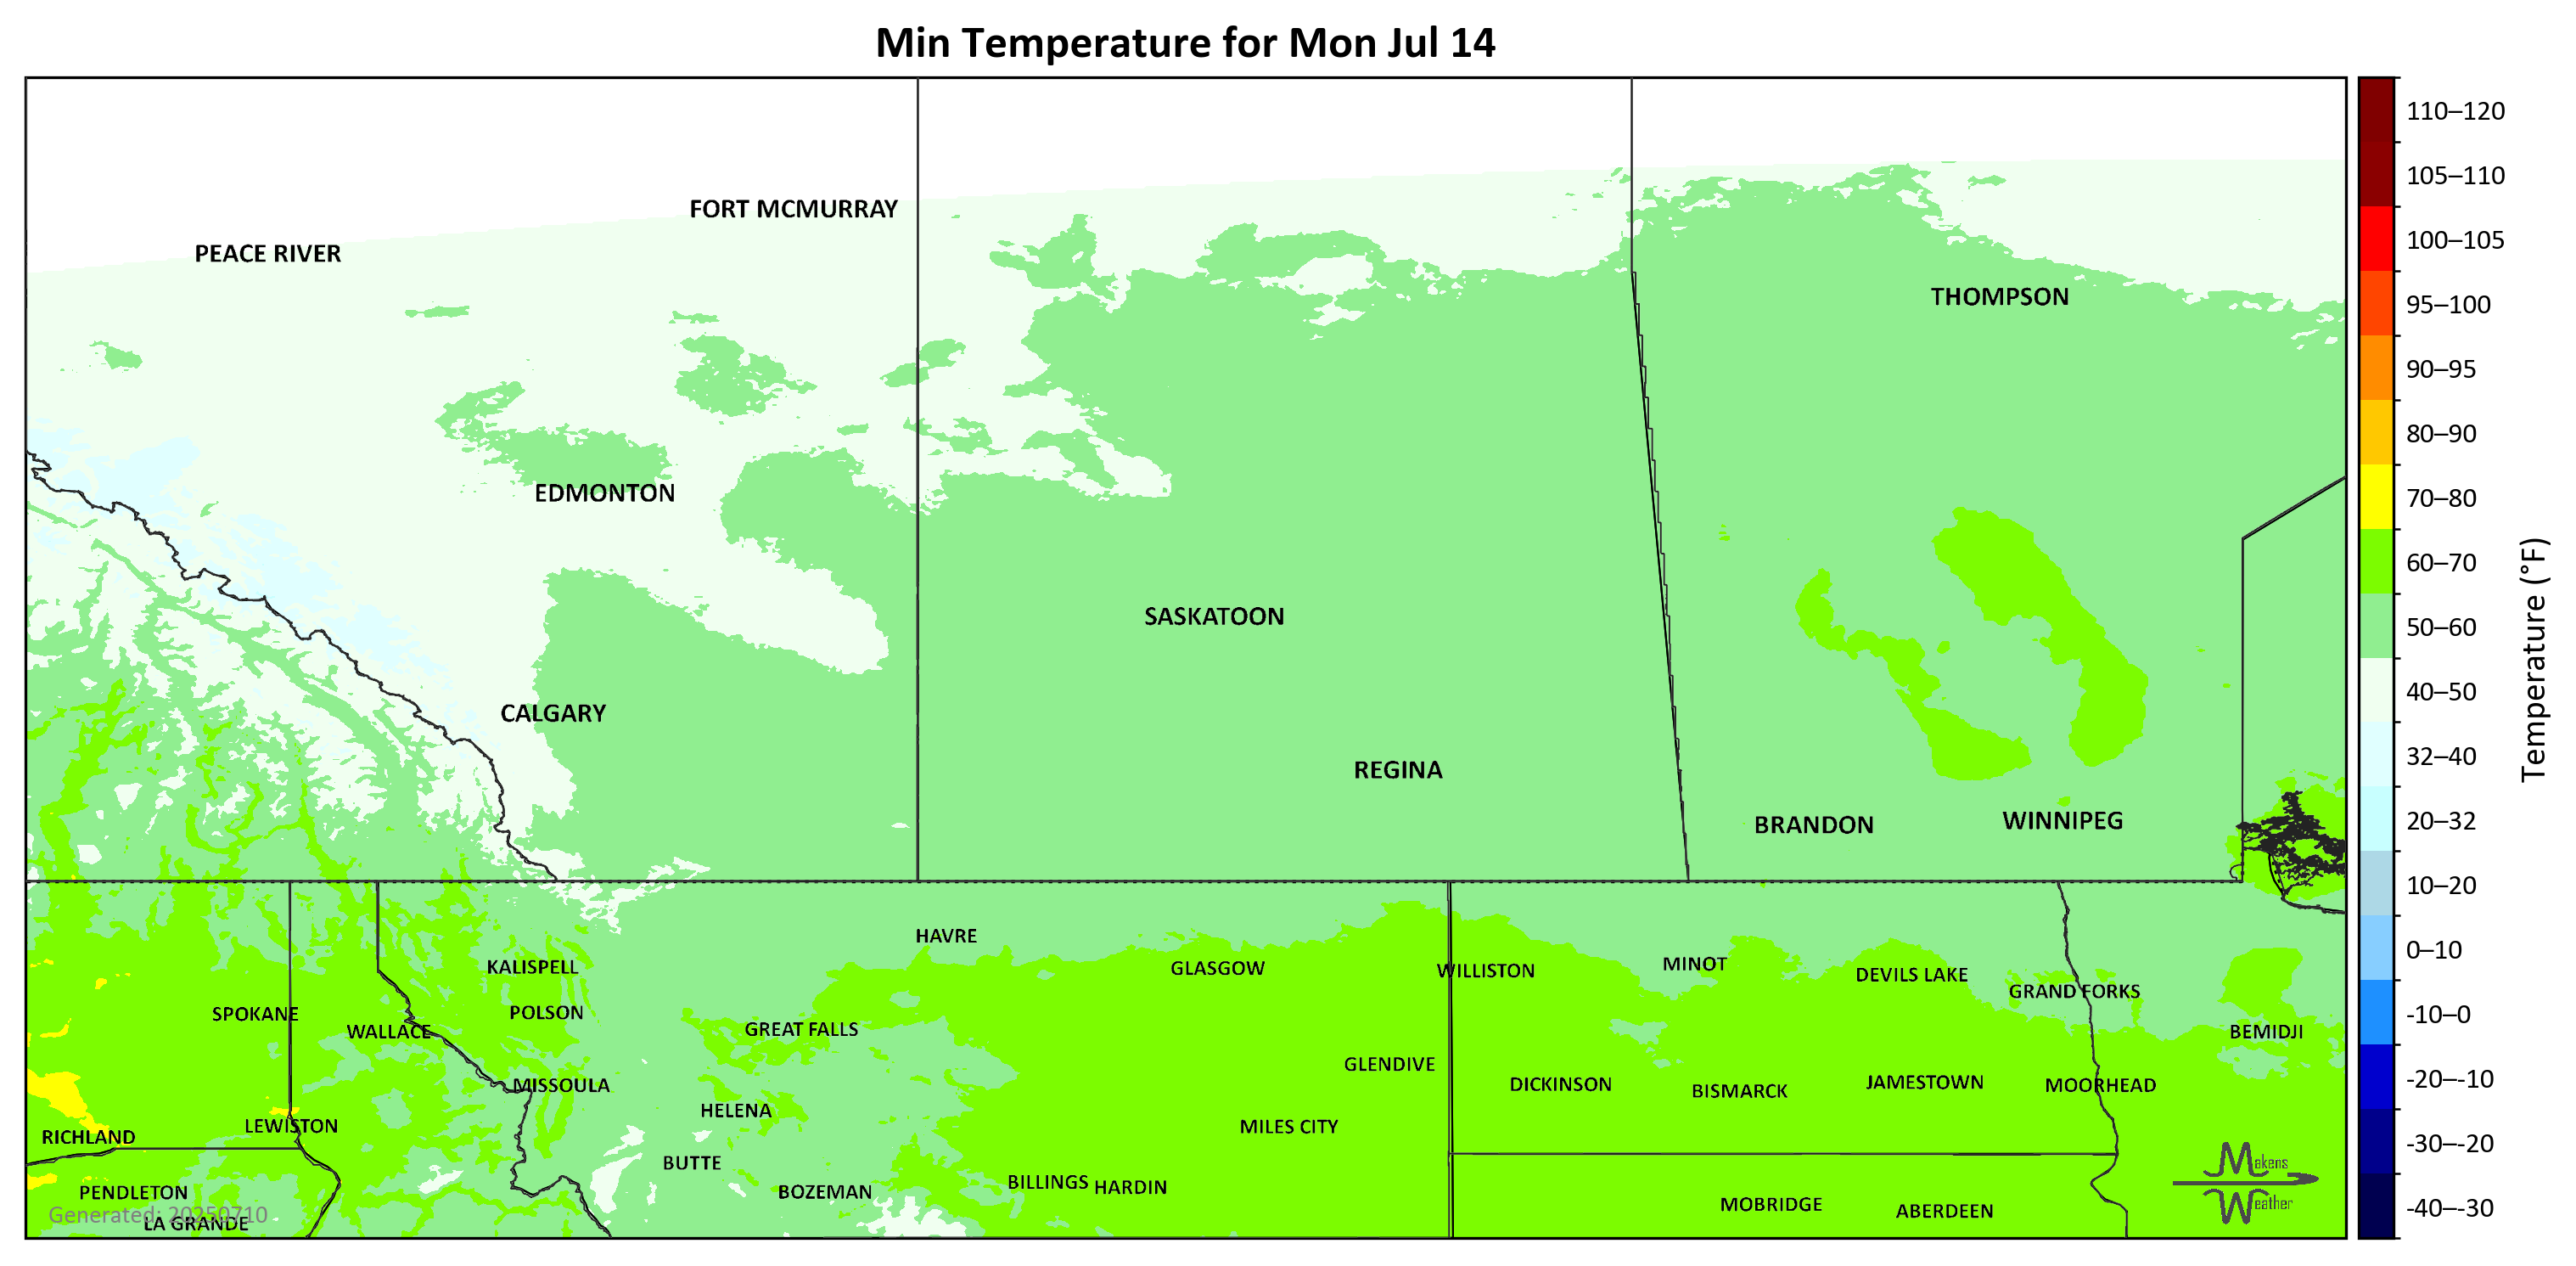 Min Temperature for Mon Jul 14
FORT MCMURRAY
PEACE RIVER
THOMPSON
EDMONTON
SASKATOON
CALGARY
REGINA
BRANDON
WINNIPEG
HAVRE
KALISPELL
GLASGOW
WILLISTON
MINOT
DEVILS LAKE
GRAND FORKS
SPOKANE
POLSON
WALLACE
GREAT FALLS
BEMIDJI
GLENDIVE
MISSOULA
DICKINSON
BISMARCK
JAMESTOWN
MOORHEAD
HELENA
LEWISTON
MILES CITY
RICHLAND
BUTTE
BILLINGS
HARDIN
PENDLETON
BOZEMAN
MOBRIDGE
ABERDEEN
Generated: 20250710
LA GRANDE
Makens
Weather
110–120
105–110
100–105
95–100
90–95
80–90
70–80
60–70
50–60
40–50
32–40
20–32
10–20
0–10
-10–0
-20–-10
-30–-20
-40–-30
Temperature (°F)